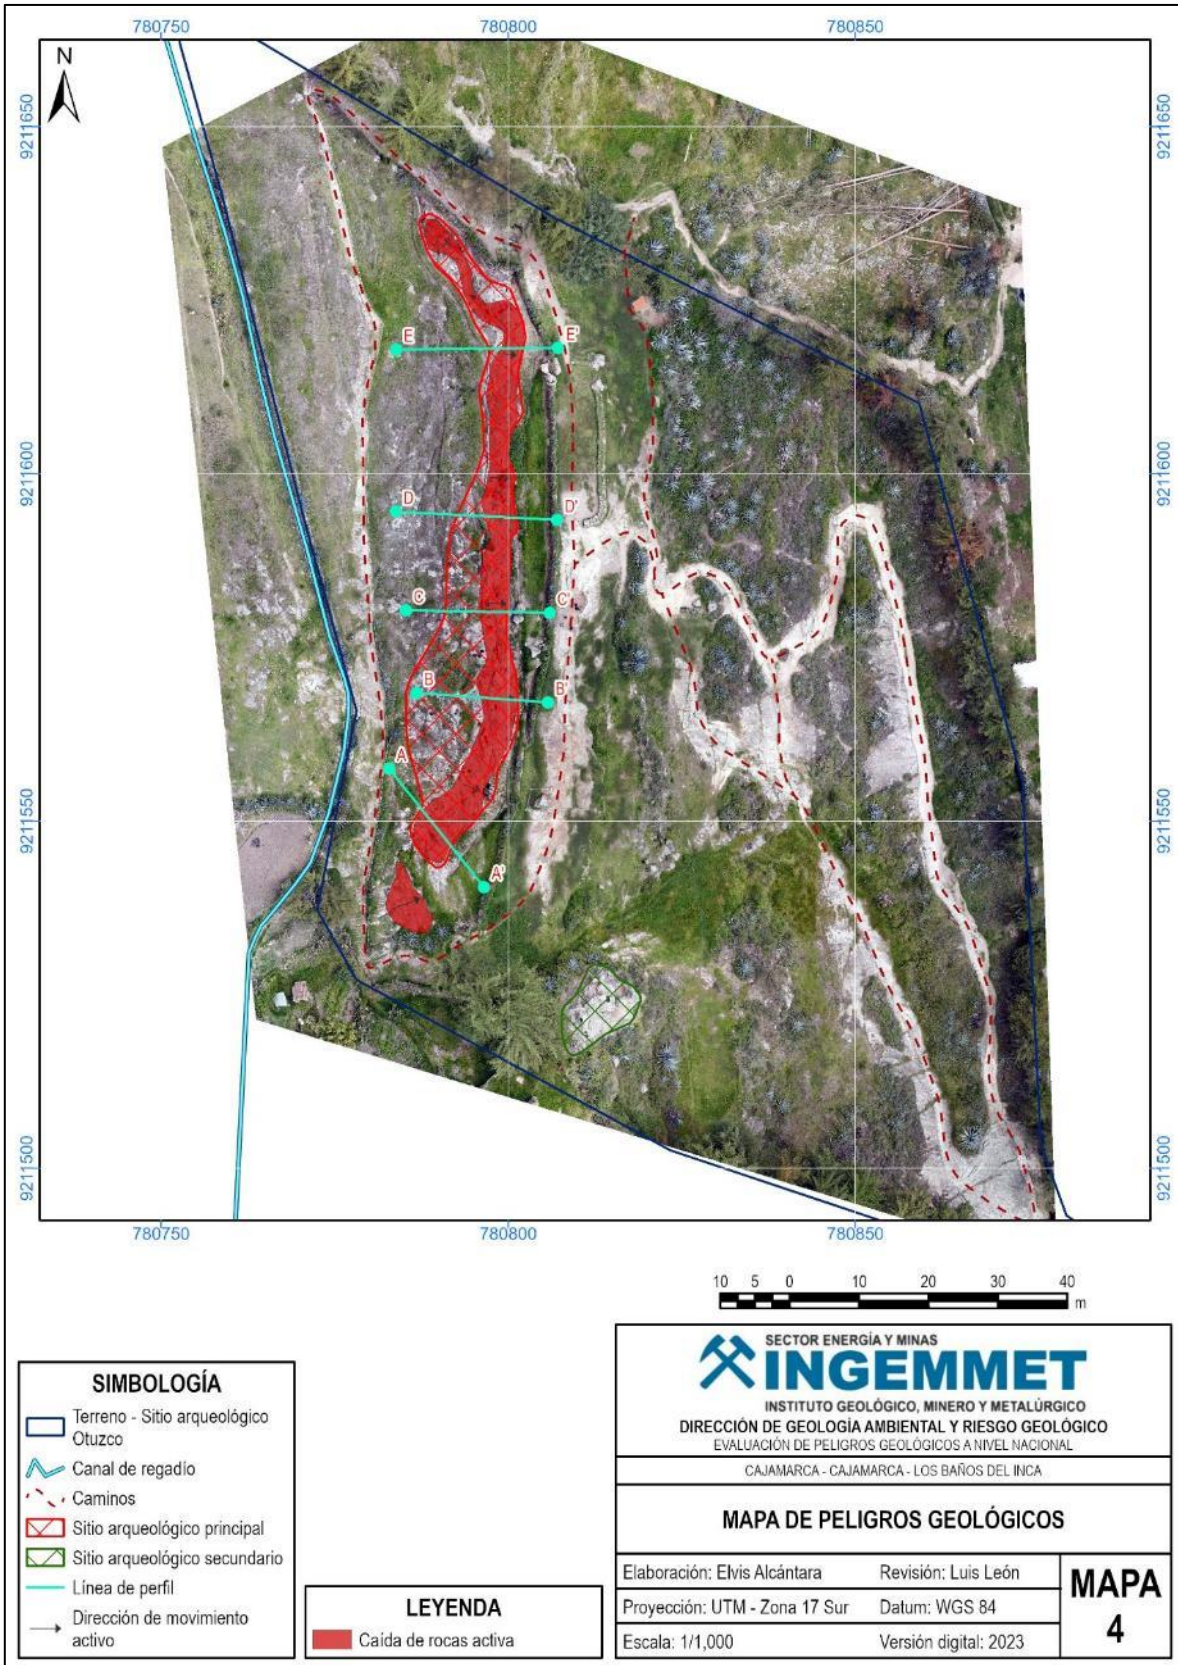 780750 780800 780850
N
9211650 9211650
E E'
9211600 9211600
D D'
C C'
B B'
A
9211550 9211550
A'
9211500 9211500
780750 780800 780850
10 5 0 10 20 30 40
m
SIMBOLOGÍA
Terreno - Sitio arqueológico
Otuzco
Canal de regadío
Caminos
Sitio arqueológico principal
Sitio arqueológico secundario
Línea de perfil
Dirección de movimiento
activo
LEYENDA
Caída de rocas activa
SECTOR ENERGÍA Y MINAS
INGEMMET
INSTITUTO GEOLÓGICO, MINERO Y METALÚRGICO
DIRECCIÓN DE GEOLOGÍA AMBIENTAL Y RIESGO GEOLÓGICO
EVALUACIÓN DE PELIGROS GEOLÓGICOS A NIVEL NACIONAL
CAJAMARCA - CAJAMARCA - LOS BAÑOS DEL INCA
MAPA DE PELIGROS GEOLÓGICOS
Elaboración: Elvis Alcántara Revisión: Luis León
Proyección: UTM - Zona 17 Sur Datum: WGS 84
Escala: 1/1,000 Versión digital: 2023
MAPA
4